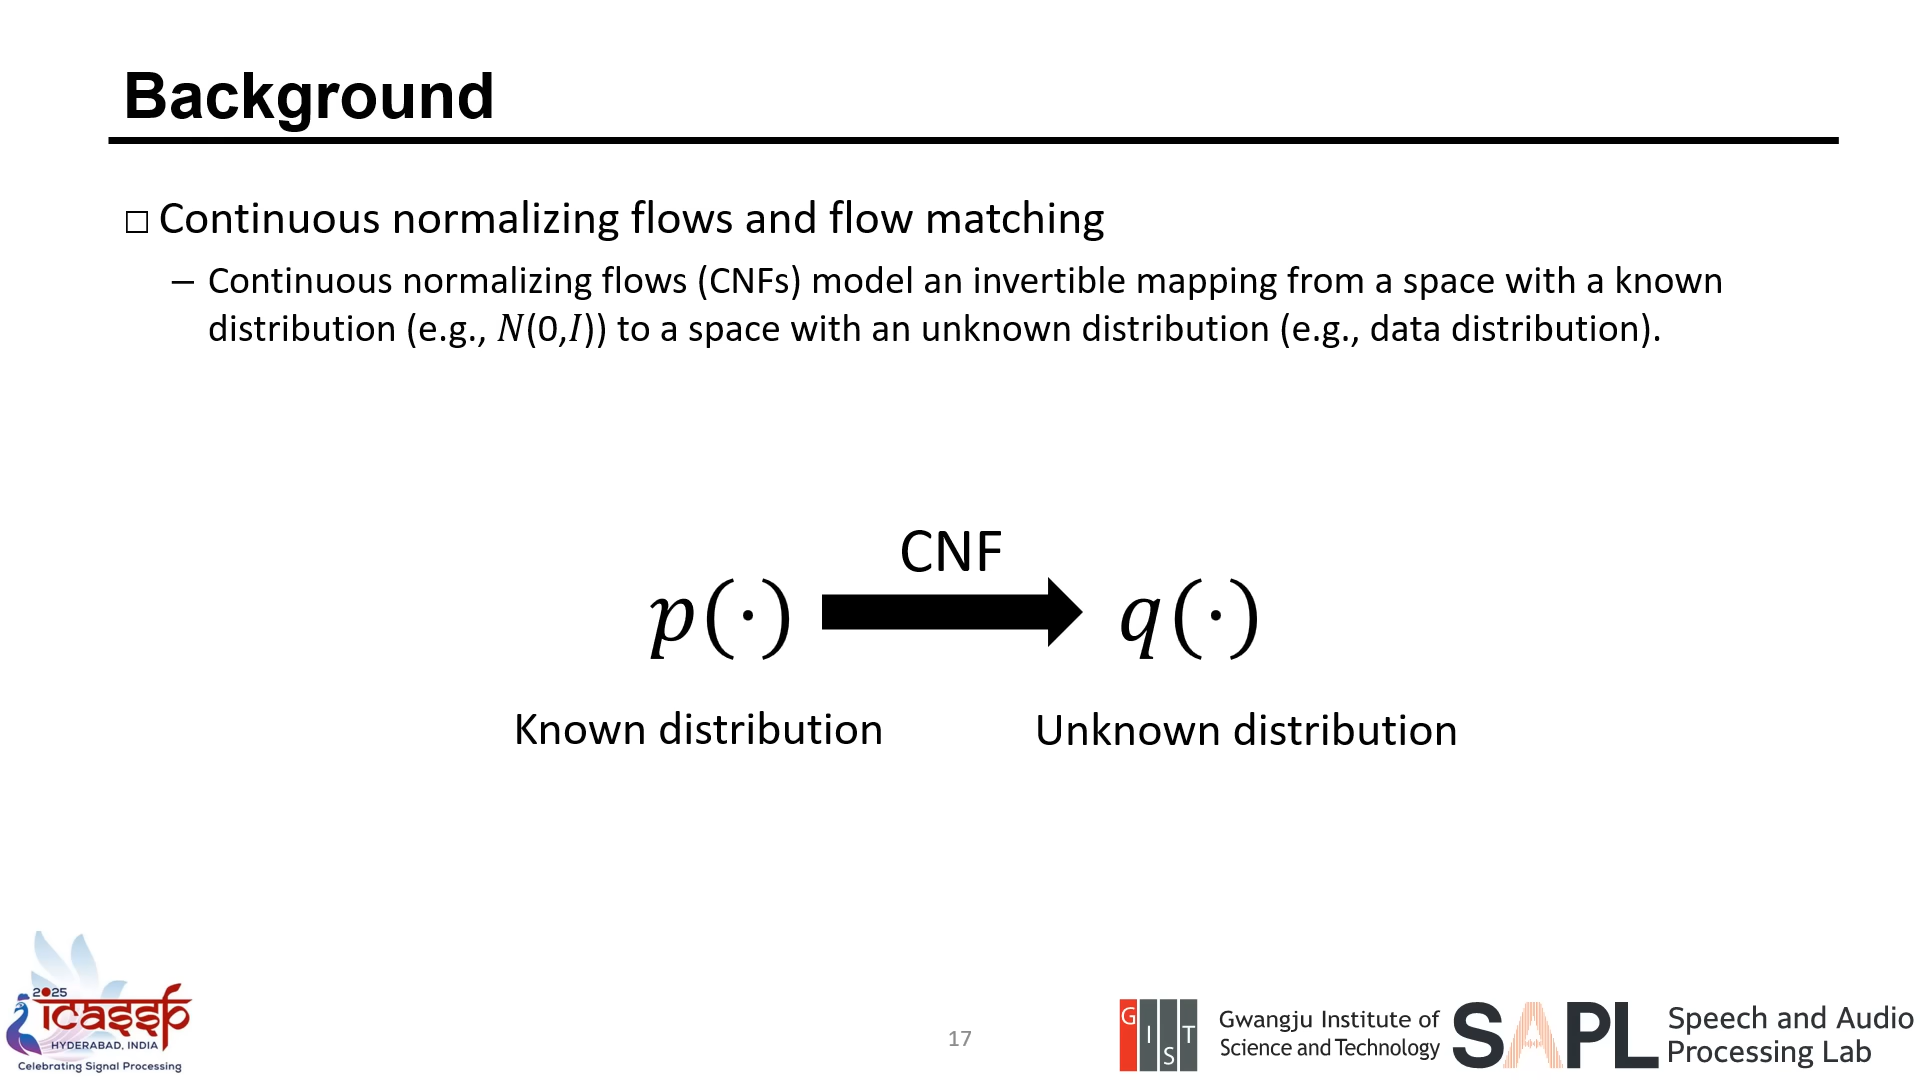 Background
□ Continuous normalizing flows and flow matching
– Continuous normalizing flows (CNFs) model an invertible mapping from a space with a known
distribution (e.g., 𝑁(0,𝐼)) to a space with an unknown distribution (e.g., data distribution).
CNF
𝑝(·) 𝑞(·)
Known distribution Unknown distribution
2025
icassp
HYDERABAD, INDIA
Celebrating Signal Processing
17
GIST
Gwangju Institute of
Science and Technology
SAPL
Speech and Audio
Processing Lab